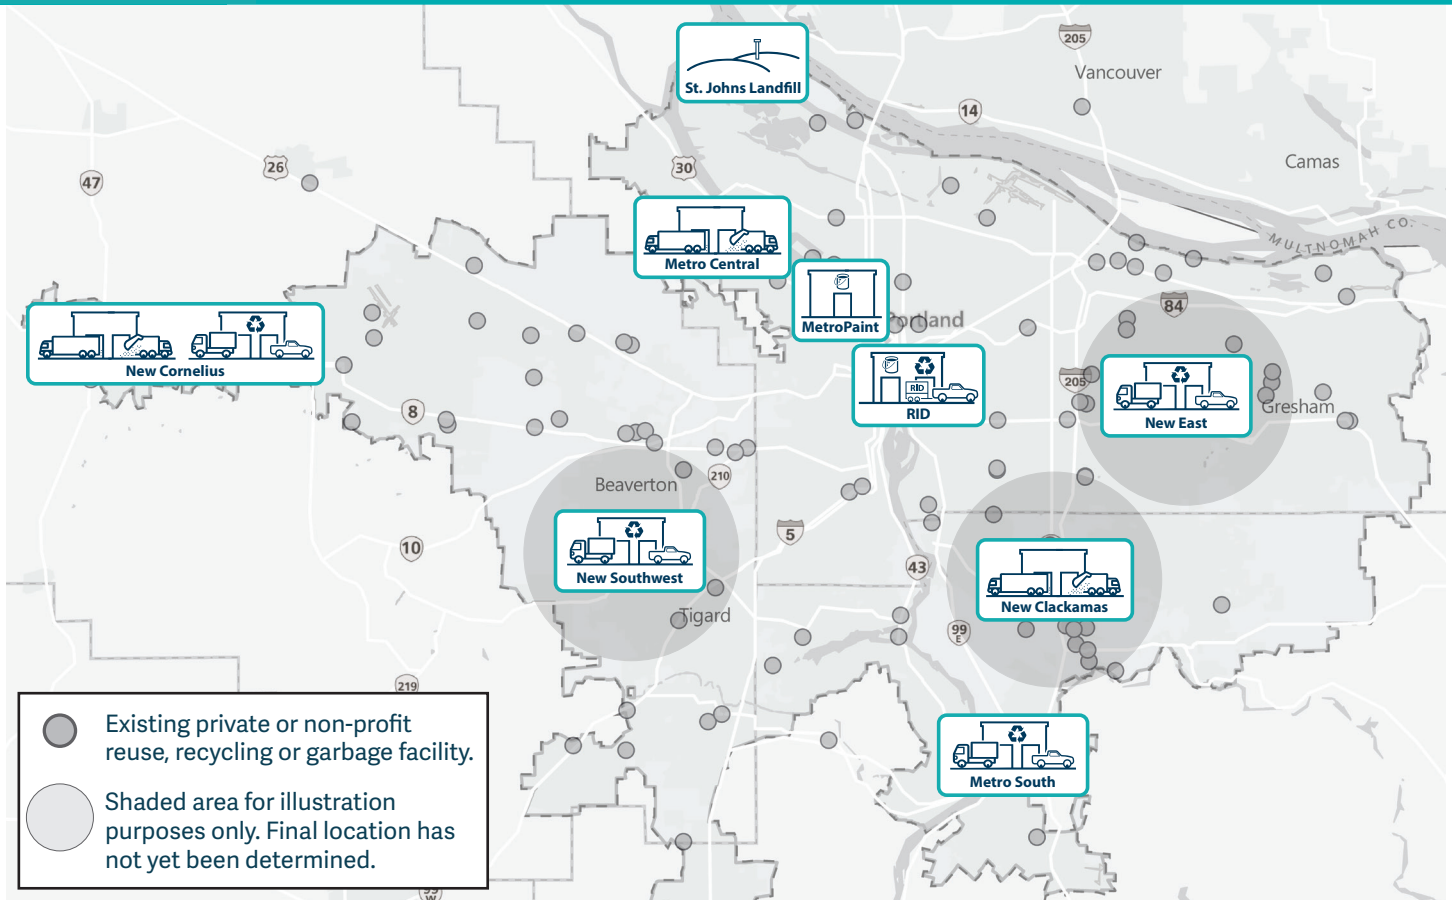 205
Vancouver
St. Johns Landfill
14
Camas
47
26
30
MULTNOMAH CO.
Metro Central
84
MetroPaint
Portland
New Cornelius
205
RID
RID
New East
Gresham
8
Beaverton
210
5
10
New Southwest
43
New Clackamas
Tigard
99
E
219
Metro South
Existing private or non-profit
reuse, recycling or garbage facility.
Shaded area for illustration
purposes only. Final location has
not yet been determined.
99
W